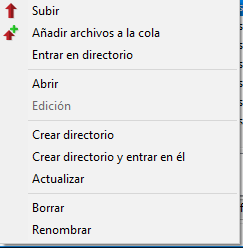 Subir
Añadir archivos a la cola
Entrar en directorio
Abrir
Edición
Crear directorio
Crear directorio y entrar en él
Actualizar
Borrar
Renombrar